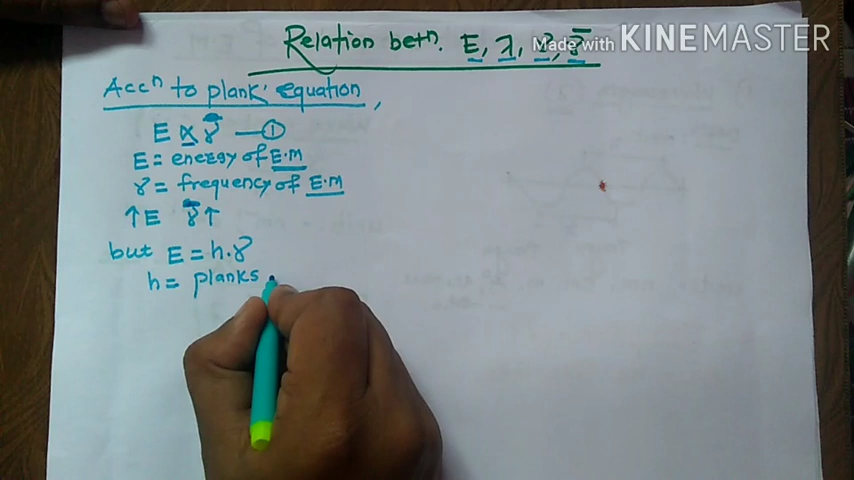 Relation betn. E, λ, γ, γ̅
Made with KINEMASTER
Accn to plank' equation,
E ∝ γ —①
E = energy of E.M
γ = frequency of E.M
↑E γ↑
but E = h.γ
h = planks